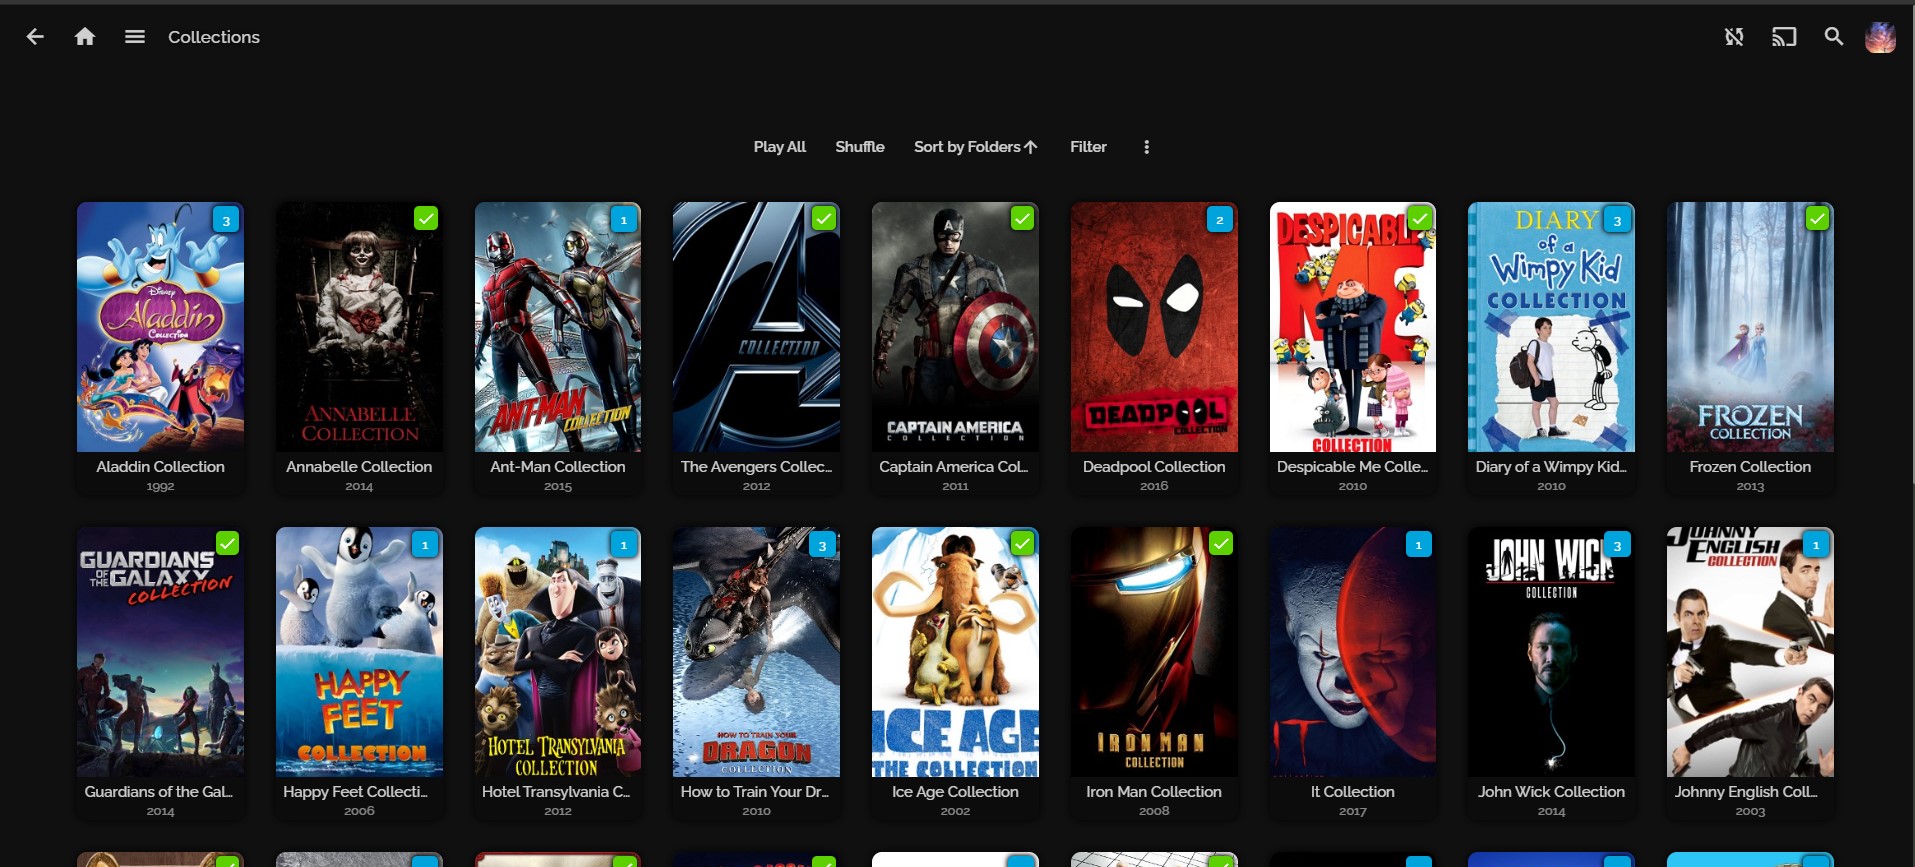 Collections
Play All Shuffle Sort by Folders Filter
3 1 2 3
Disney
Aladdin
Collection
ANNABELLE
COLLECTION
ANT-MAN
COLLECTION
COLLECTION
A
CAPTAIN AMERICA
COLLECTION
DEADPOOL
COLLECTION
DESPICABL
ME
COLLECTION
DIARY
of a
Wimpy Kid
COLLECTION
FROZEN
COLLECTION
Aladdin Collection
1992
Annabelle Collection
2014
Ant-Man Collection
2015
The Avengers Collec...
2012
Captain America Col...
2011
Deadpool Collection
2016
Despicable Me Colle...
2010
Diary of a Wimpy Kid...
2010
Frozen Collection
2013
1 1 3 1 3 1
GUARDIANS
OF THE GALAXY
COLLECTION
HAPPY
FEET
COLLECTION
HOTEL TRANSYLVANIA
COLLECTION
HOW TO TRAIN YOUR
DRAGON
COLLECTION
ICE AGE
THE COLLECTION
IRON MAN
COLLECTION
IT
JOHN WICK
COLLECTION
JOHNNY
ENGLISH
COLLECTION
Guardians of the Gal...
2014
Happy Feet Collecti...
2006
Hotel Transylvania C...
2012
How to Train Your Dr...
2010
Ice Age Collection
2002
Iron Man Collection
2008
It Collection
2017
John Wick Collection
2014
Johnny English Coll...
2003